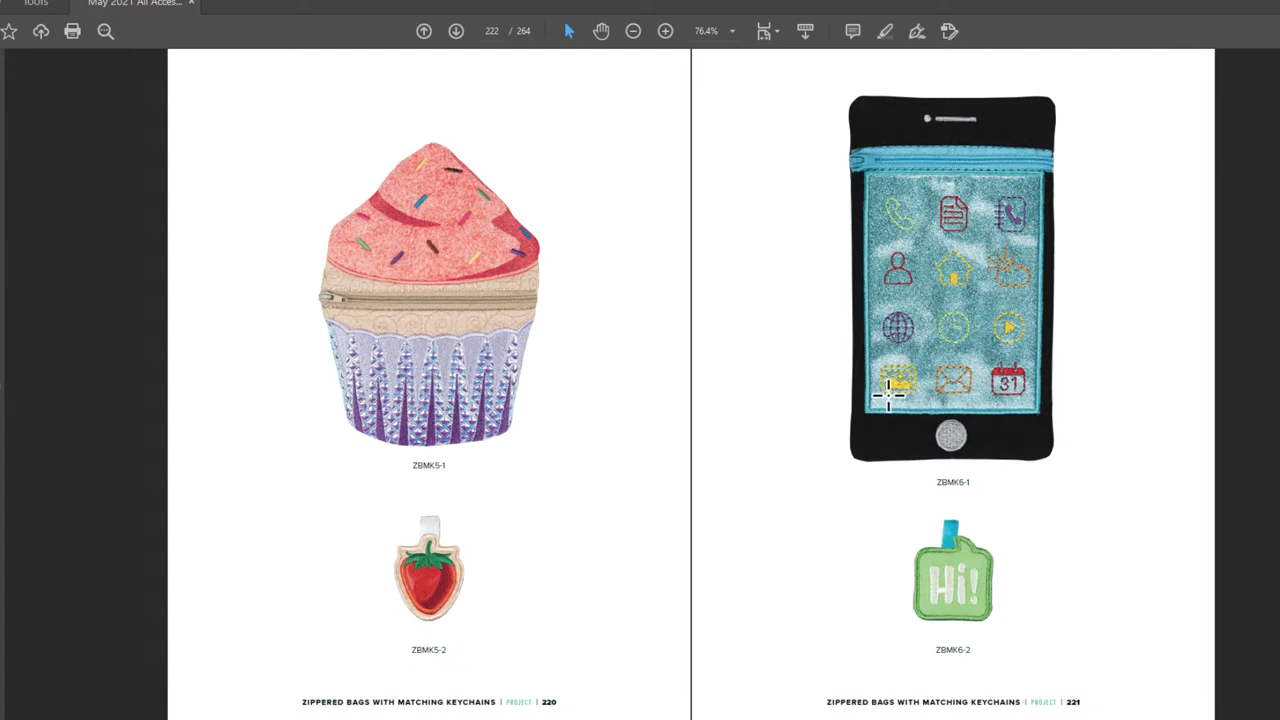 Tools
May 2021 All Acces...
222 / 264
76.4%
31
ZBMK5-1
ZBMK6-1
Hi!
ZBMK5-2
ZBMK6-2
ZIPPERED BAGS WITH MATCHING KEYCHAINS | PROJECT | 220
ZIPPERED BAGS WITH MATCHING KEYCHAINS | PROJECT | 221